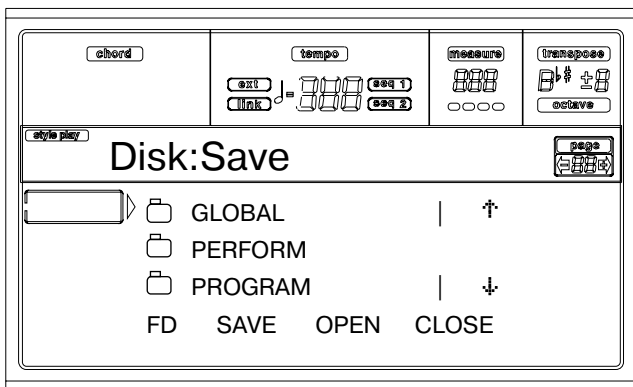 chord tempo measure transpose
ext seq 1
link seq 2 octave
style play page
Disk:Save
GLOBAL
PERFORM
PROGRAM
FD SAVE OPEN CLOSE